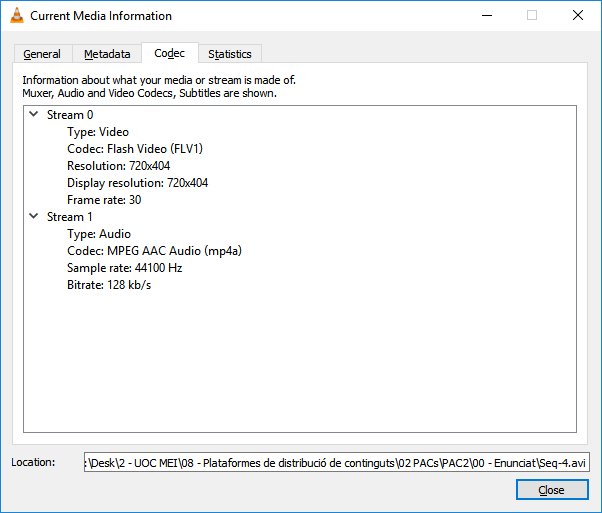 Current Media Information
General Metadata Codec Statistics
Information about what your media or stream is made of.
Muxer, Audio and Video Codecs, Subtitles are shown.
Stream 0
Type: Video
Codec: Flash Video (FLV1)
Resolution: 720x404
Display resolution: 720x404
Frame rate: 30
Stream 1
Type: Audio
Codec: MPEG AAC Audio (mp4a)
Sample rate: 44100 Hz
Bitrate: 128 kb/s
Location: :\Desk\2 - UOC MEI\08 - Plataformes de distribució de continguts\02 PACs\PAC2\00 - Enunciat\Seq-4.avi
Close